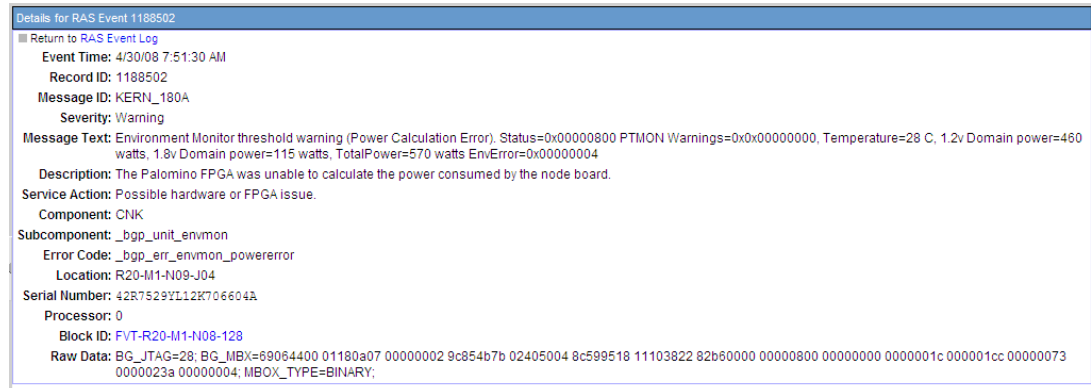 Details for RAS Event 1188502
Return to RAS Event Log
Event Time: 4/30/08 7:51:30 AM
Record ID: 1188502
Message ID: KERN_180A
Severity: Warning
Message Text: Environment Monitor threshold warning (Power Calculation Error). Status=0x00000800 PTMON Warnings=0x0x00000000, Temperature=28 C, 1.2v Domain power=460
watts, 1.8v Domain power=115 watts, TotalPower=570 watts EnvError=0x00000004
Description: The Palomino FPGA was unable to calculate the power consumed by the node board.
Service Action: Possible hardware or FPGA issue.
Component: CNK
Subcomponent: _bgp_unit_envmon
Error Code: _bgp_err_envmon_powererror
Location: R20-M1-N09-J04
Serial Number: 42R7529YL12K706604A
Processor: 0
Block ID: FVT-R20-M1-N08-128
Raw Data: BG_JTAG=28; BG_MBX=69064400 01180a07 00000002 9c854b7b 02405004 8c599518 11103822 82b60000 00000800 00000000 0000001c 000001cc 00000073
0000023a 00000004; MBOX_TYPE=BINARY;